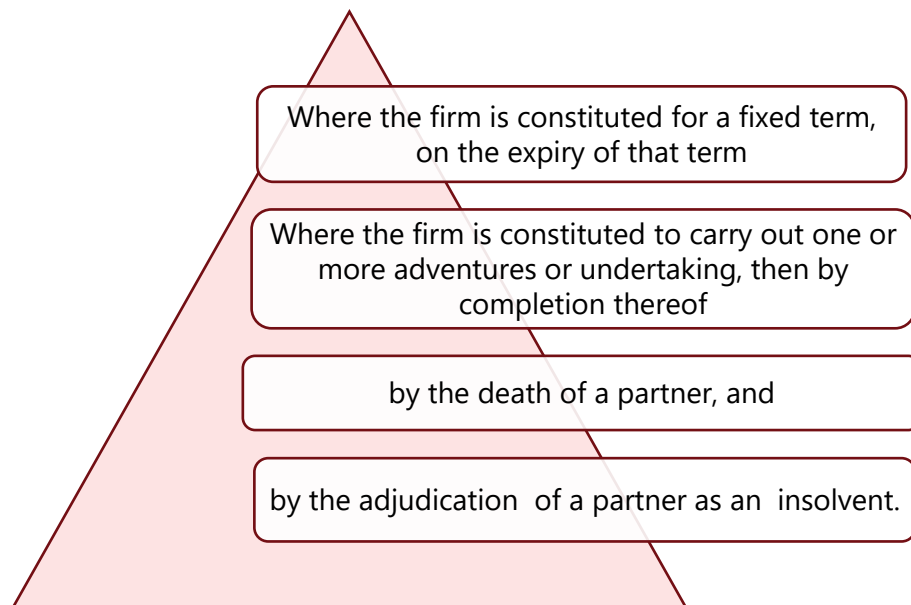 Where the firm is constituted for a fixed term,
on the expiry of that term
Where the firm is constituted to carry out one or
more adventures or undertaking, then by
completion thereof
by the death of a partner, and
by the adjudication of a partner as an insolvent.